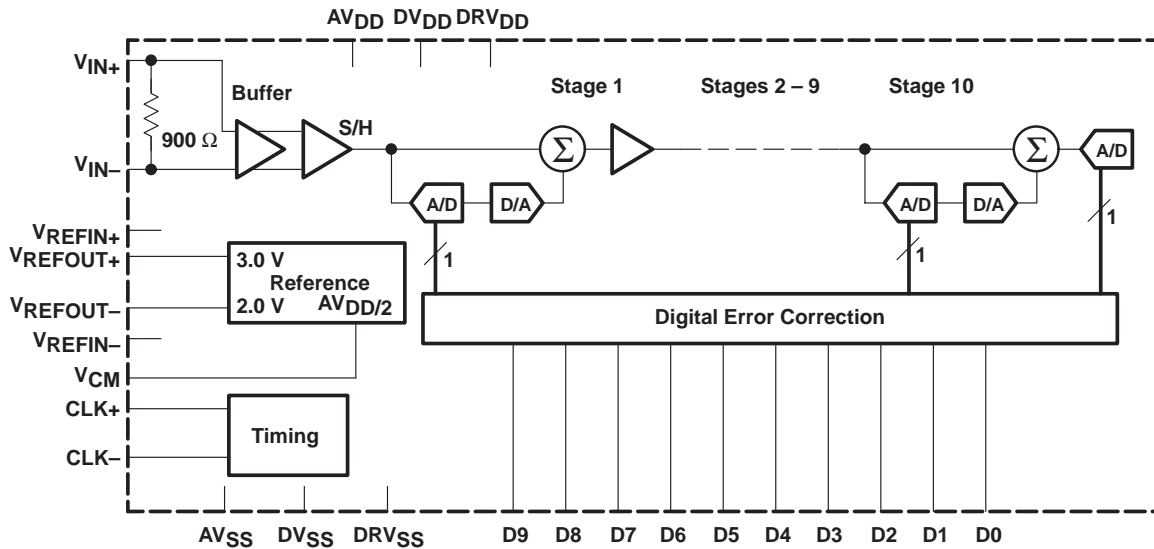 AVDD DVDD DRVDD
VIN+
Buffer
Stage 1
Stages 2 – 9
Stage 10
900 Ω
S/H
Σ
Σ
A/D
VIN–
A/D
D/A
A/D
D/A
1
1
1
VREFIN+
VREFOUT+
3.0 V
Reference
VREFOUT–
2.0 V
AVDD/2
Digital Error Correction
VREFIN–
VCM
CLK+
Timing
CLK–
AVSS DVSS DRVSS
D9 D8 D7 D6 D5 D4 D3 D2 D1 D0